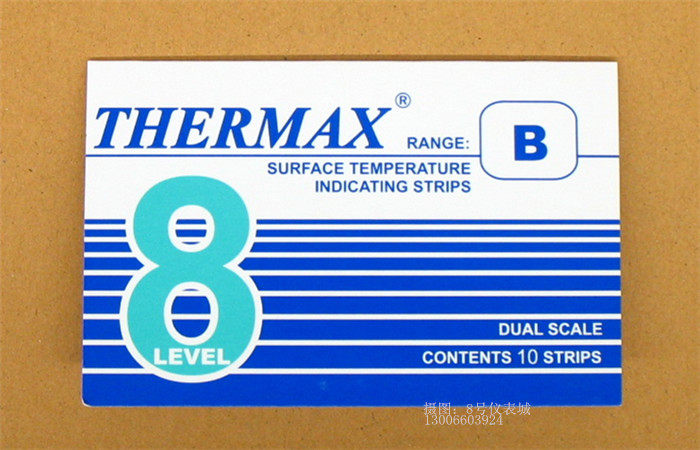 THERMAX®
RANGE:
B
SURFACE TEMPERATURE
INDICATING STRIPS
8
LEVEL
DUAL SCALE
CONTENTS 10 STRIPS
摄图：8号仪表城
13006603924